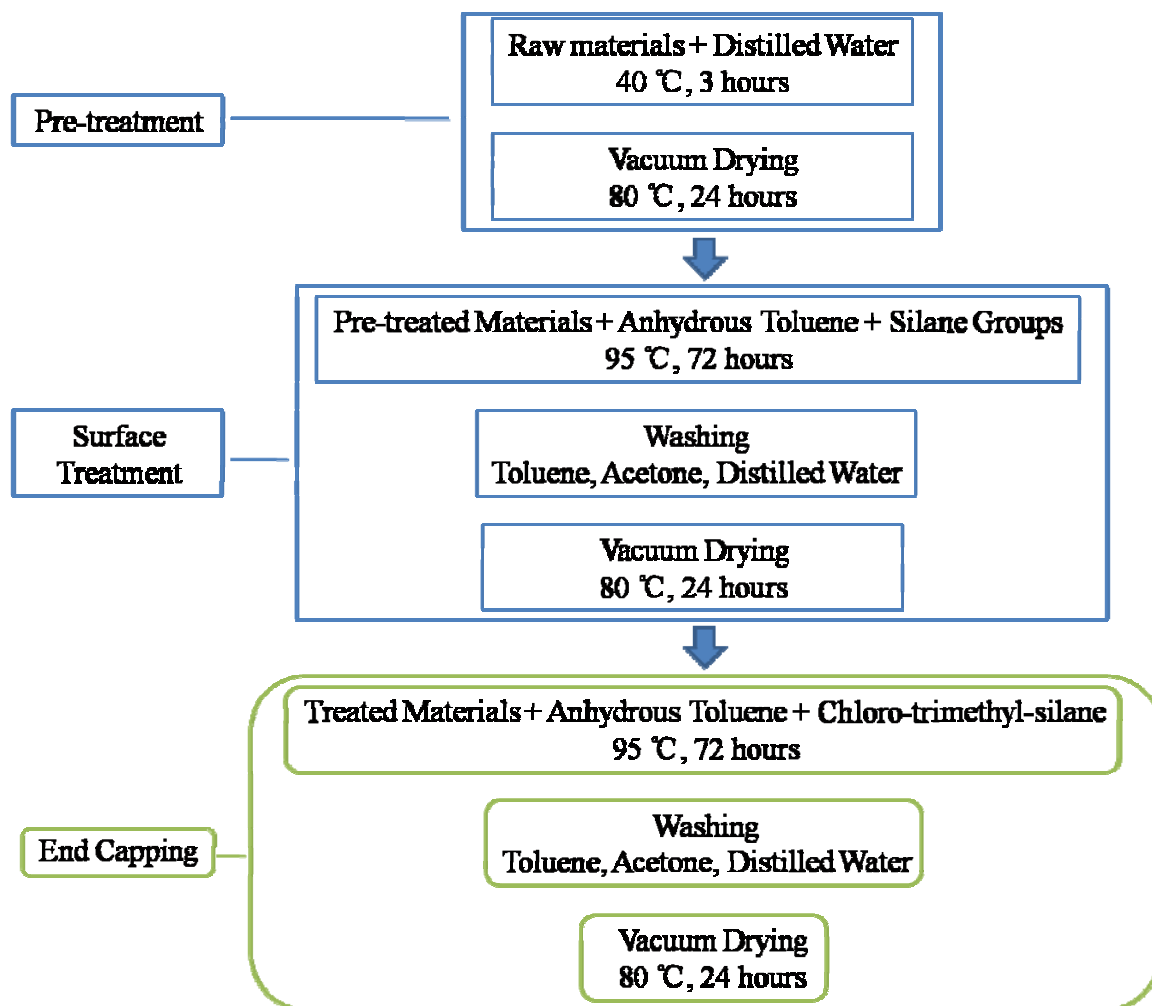 Pre-treatment
Raw materials + Distilled Water
40 ℃, 3 hours
Vacuum Drying
80 ℃, 24 hours
Surface
Treatment
Pre-treated Materials + Anhydrous Toluene + Silane Groups
95 ℃, 72 hours
Washing
Toluene, Acetone, Distilled Water
Vacuum Drying
80 ℃, 24 hours
End Capping
Treated Materials + Anhydrous Toluene + Chloro-trimethyl-silane
95 ℃, 72 hours
Washing
Toluene, Acetone, Distilled Water
Vacuum Drying
80 ℃, 24 hours